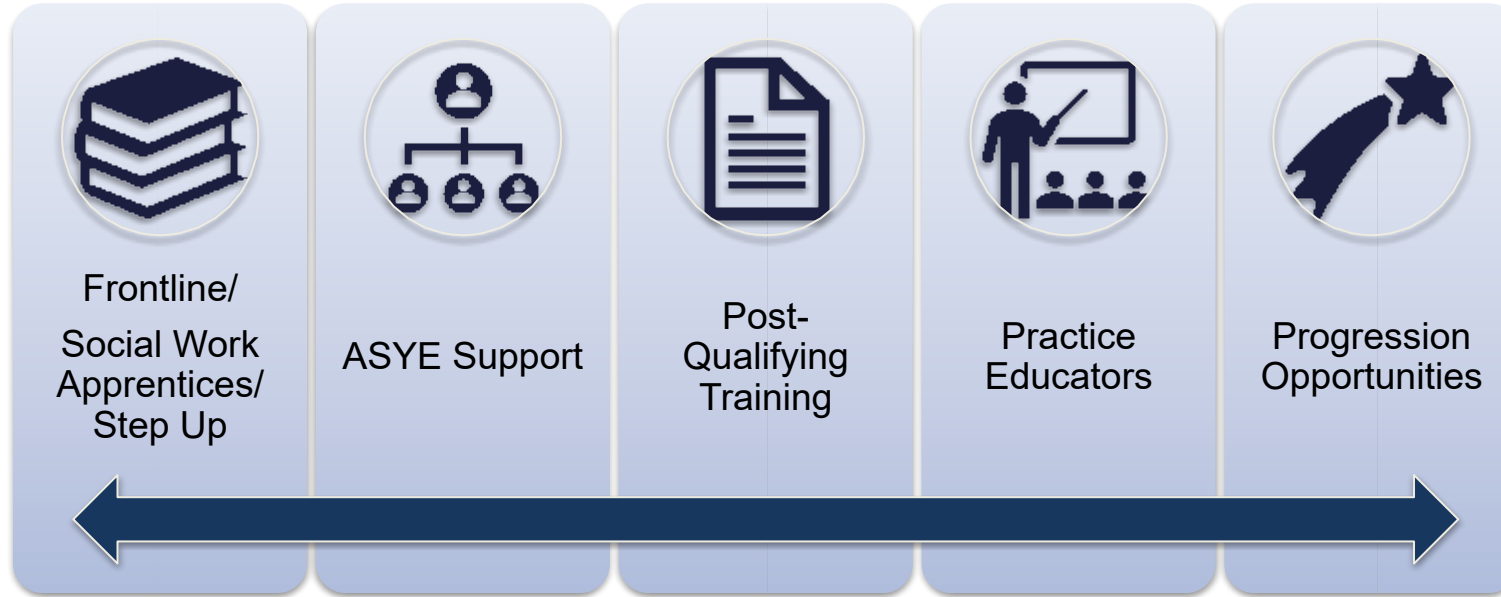 Frontline/
Social Work
Apprentices/
Step Up
ASYE Support
Post-
Qualifying
Training
Practice
Educators
Progression
Opportunities